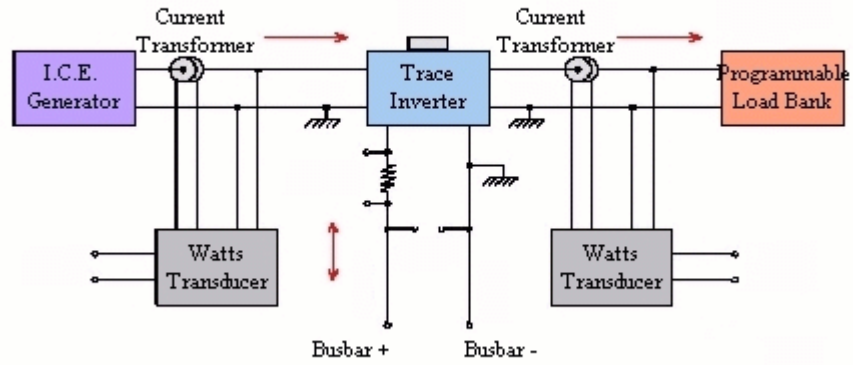 Current
Transformer
Current
Transformer
I.C.E.
Generator
Trace
Inverter
Programmable
Load Bank
Watts
Transducer
Watts
Transducer
Busbar +
Busbar -